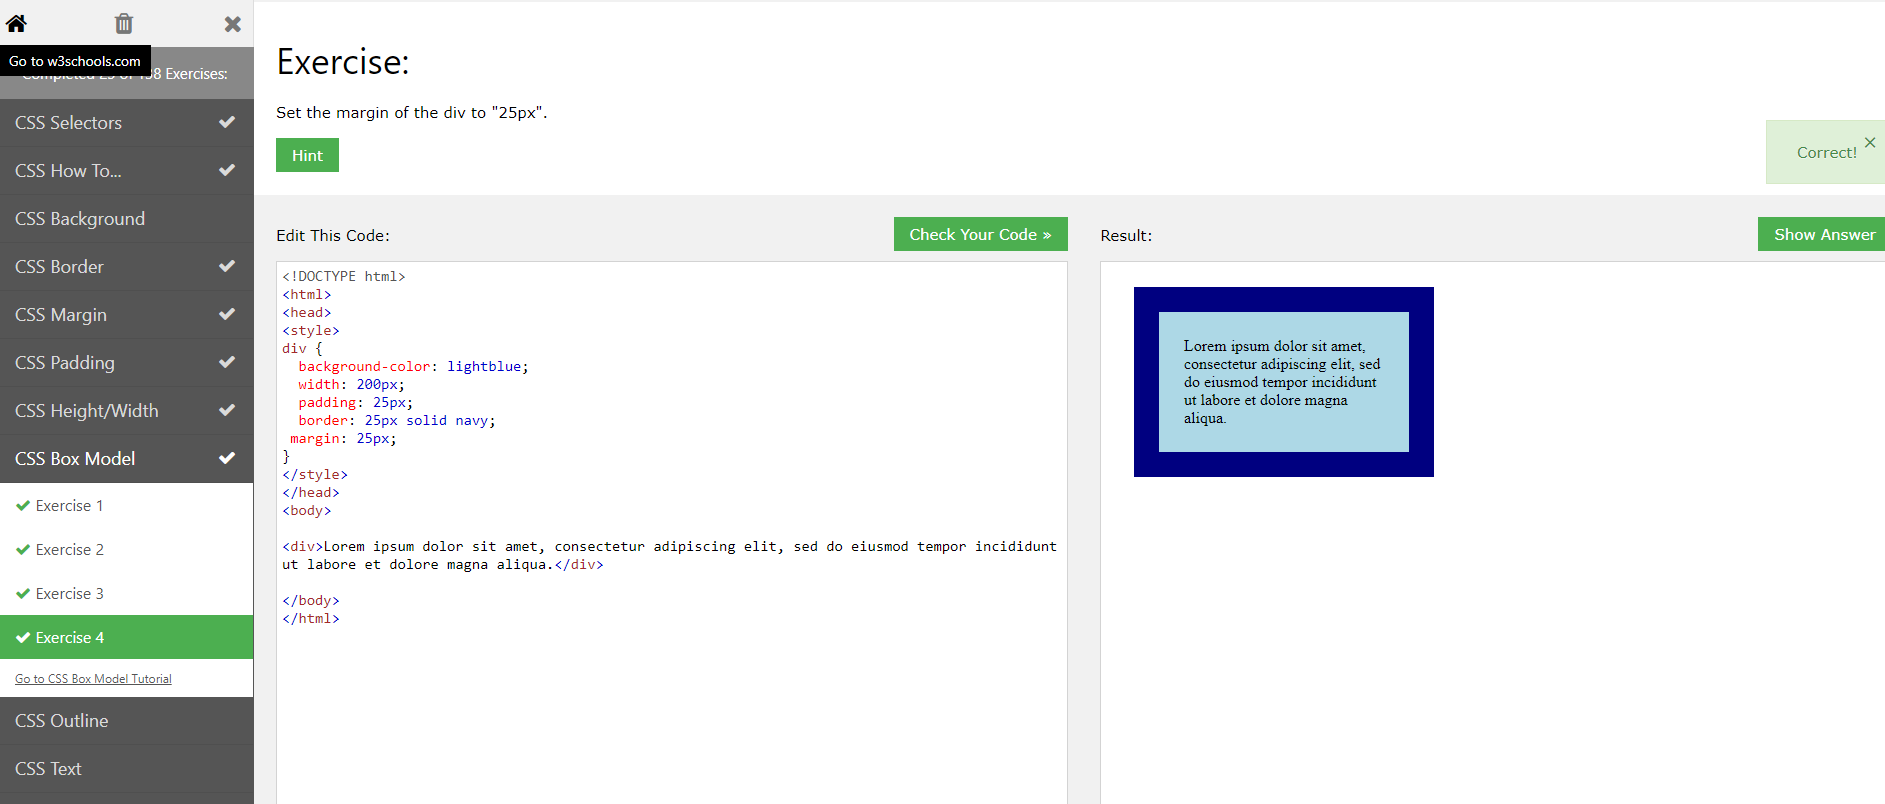 Go to w3schools.com
Exercises:
CSS Selectors
CSS How To...
CSS Background
CSS Border
CSS Margin
CSS Padding
CSS Height/Width
CSS Box Model
Exercise 1
Exercise 2
Exercise 3
Exercise 4
Go to CSS Box Model Tutorial
CSS Outline
CSS Text
Exercise:
Set the margin of the div to "25px".
Hint
Correct!
×
Edit This Code:
Check Your Code »
<!DOCTYPE html>
<html>
<head>
<style>
div {
  background-color: lightblue;
  width: 200px;
  padding: 25px;
  border: 25px solid navy;
 margin: 25px;
}
</style>
</head>
<body>
<div>Lorem ipsum dolor sit amet, consectetur adipiscing elit, sed do eiusmod tempor incididunt
ut labore et dolore magna aliqua.</div>
</body>
</html>
Result:
Show Answer
Lorem ipsum dolor sit amet,
consectetur adipiscing elit, sed
do eiusmod tempor incididunt
ut labore et dolore magna
aliqua.